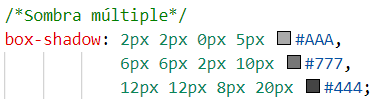 /*Sombra múltiple*/
box-shadow: 2px 2px 0px 5px #AAA,
6px 6px 2px 10px #777,
12px 12px 8px 20px #444;